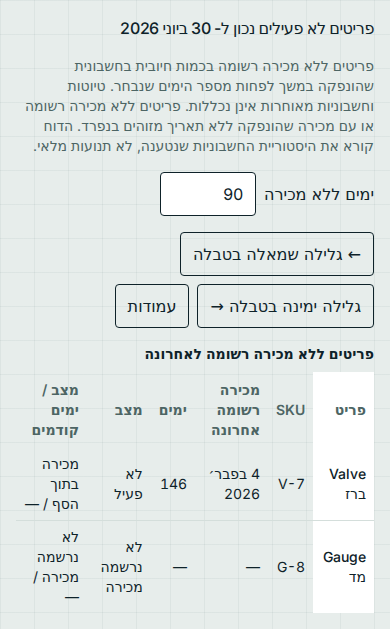 פריטים לא פעילים נכון ל- 30 ביוני 2026
פריטים ללא מכירה רשומה בכמות חיובית בחשבונית
שהונפקה במשך לפחות מספר הימים שנבחר. טיוטות
וחשבוניות מאוחרות אינן נכללות. פריטים ללא מכירה רשומה
או עם מכירה שהונפקה ללא תאריך מזוהים בנפרד. הדוח
קורא את היסטוריית החשבוניות שנטענה, לא תנועות מלאי.
ימים ללא מכירה 90
← גלילה שמאלה בטבלה
גלילה ימינה בטבלה →
עמודות
פריטים ללא מכירה רשומה לאחרונה
פריט SKU מכירה רשומה אחרונה ימים מצב מצב / ימים קודמים
Valve ברז V-7 4 בפבר׳ 2026 146 לא פעיל מכירה בתוך הסף / —
Gauge מד G-8 — — לא נרשמה מכירה לא נרשמה מכירה / —